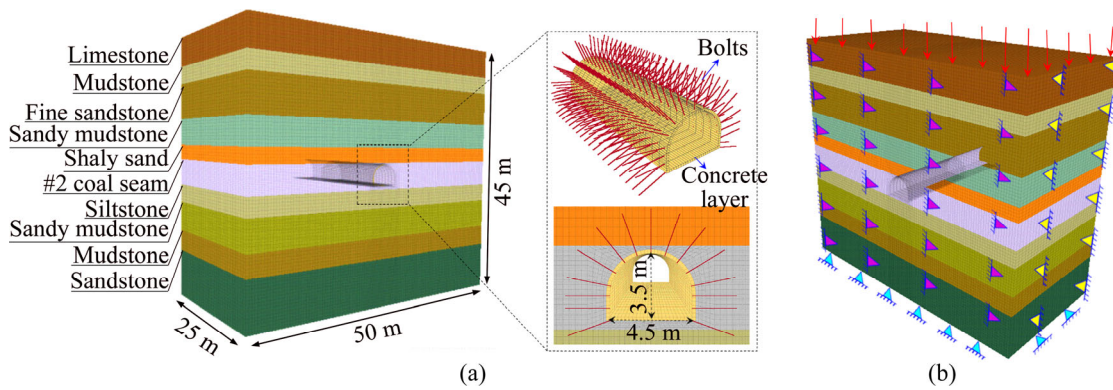 Limestone
Mudstone
Fine sandstone
Sandy mudstone
Shaly sand
#2 coal seam
Siltstone
Sandy mudstone
Mudstone
Sandstone
25 m
50 m
45 m
Bolts
Concrete
layer
3.5 m
4.5 m
(a)
(b)